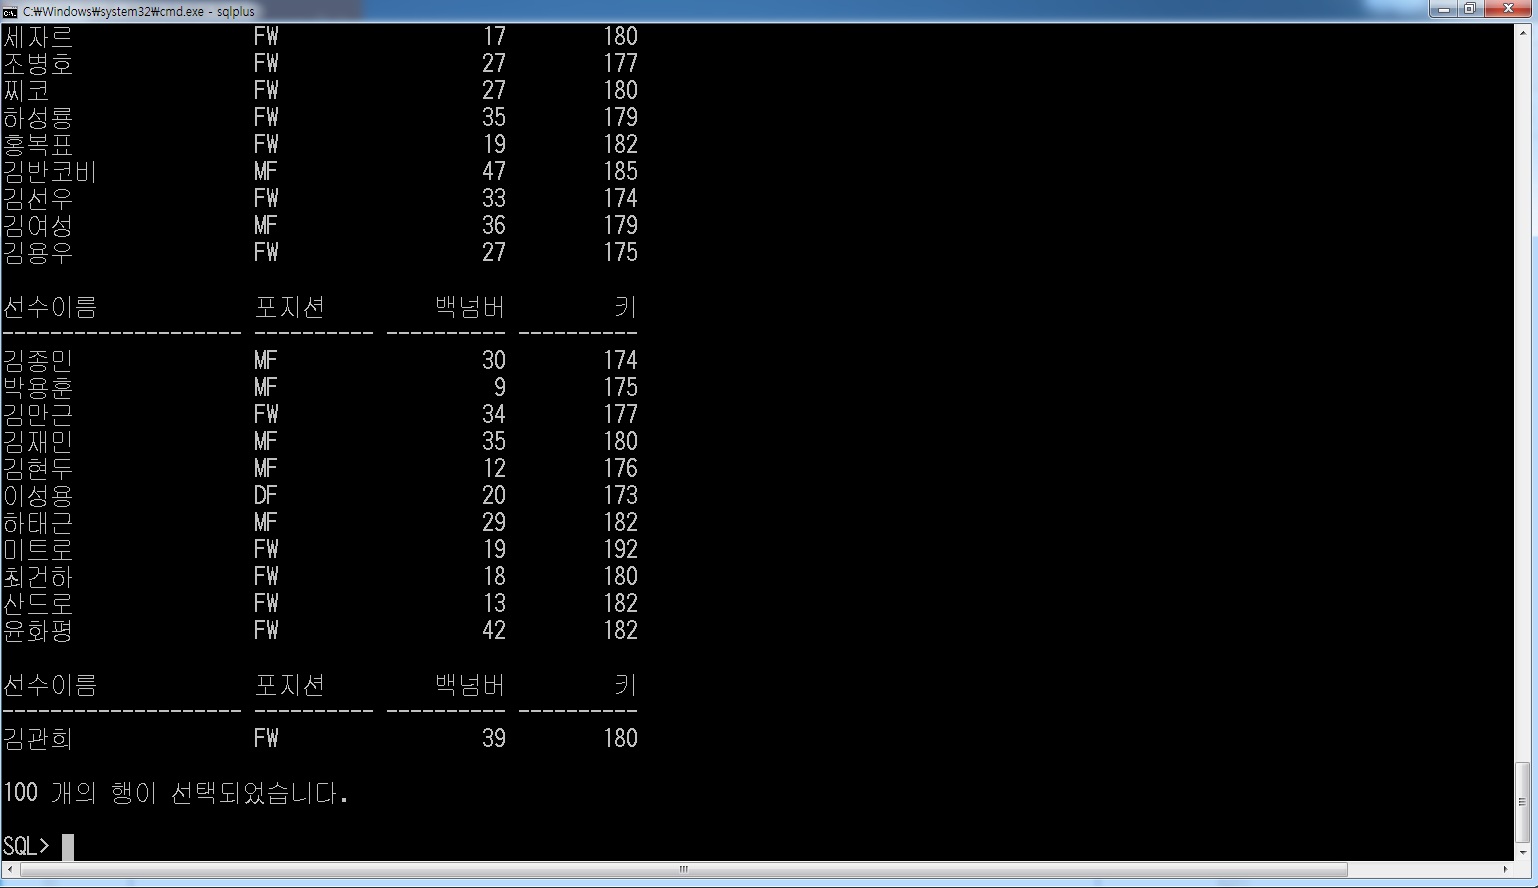 C:₩Windows₩system32₩cmd.exe - sqlplus
세자르 FW 17 180
조병호 FW 27 177
찌코 FW 27 180
하성룡 FW 35 179
홍복표 FW 19 182
김반코비 MF 47 185
김선우 FW 33 174
김여성 MF 36 179
김용우 FW 27 175
선수이름 포지션 백넘버 키
-------------------- ---------- ---------- ----------
김종민 MF 30 174
박용훈 MF 9 175
김만근 FW 34 177
김재민 MF 35 180
김현두 MF 12 176
이성용 DF 20 173
하태근 MF 29 182
미트로 FW 19 192
최건하 FW 18 180
산드로 FW 13 182
윤화평 FW 42 182
선수이름 포지션 백넘버 키
-------------------- ---------- ---------- ----------
김관희 FW 39 180
100 개의 행이 선택되었습니다.
SQL>